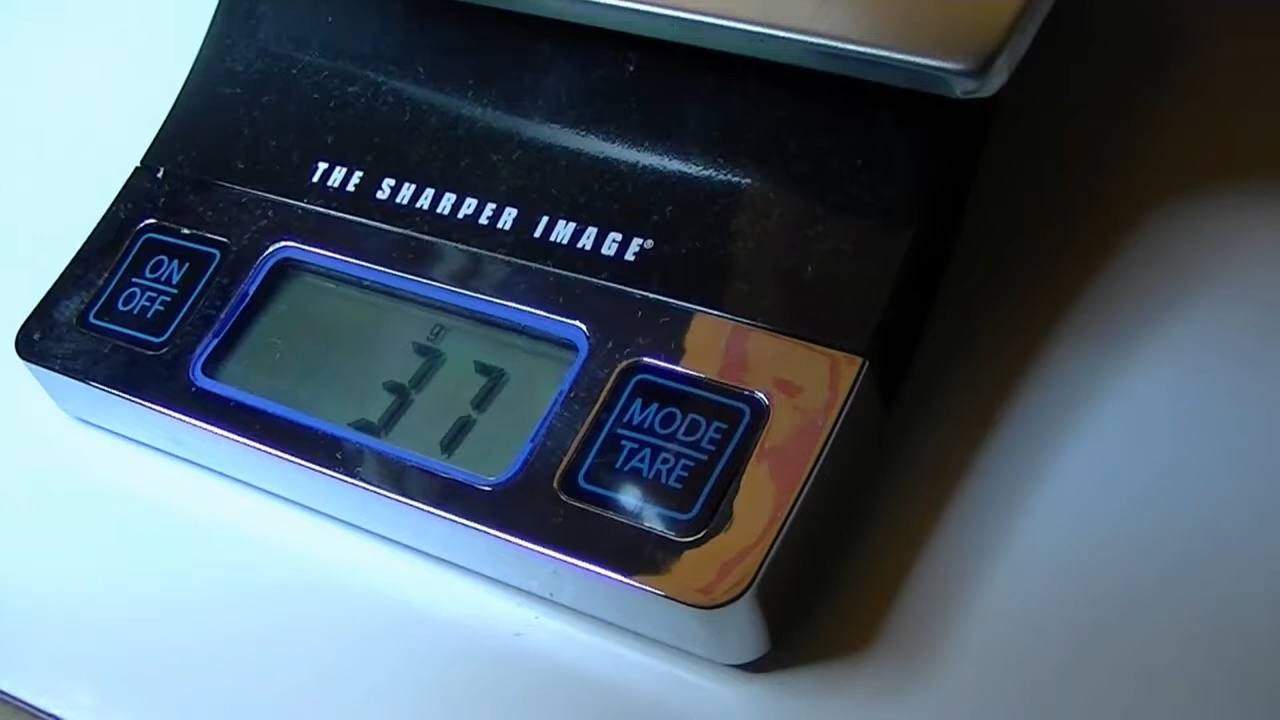 THE SHARPER IMAGE®
ON
OFF
g
37
MODE
TARE